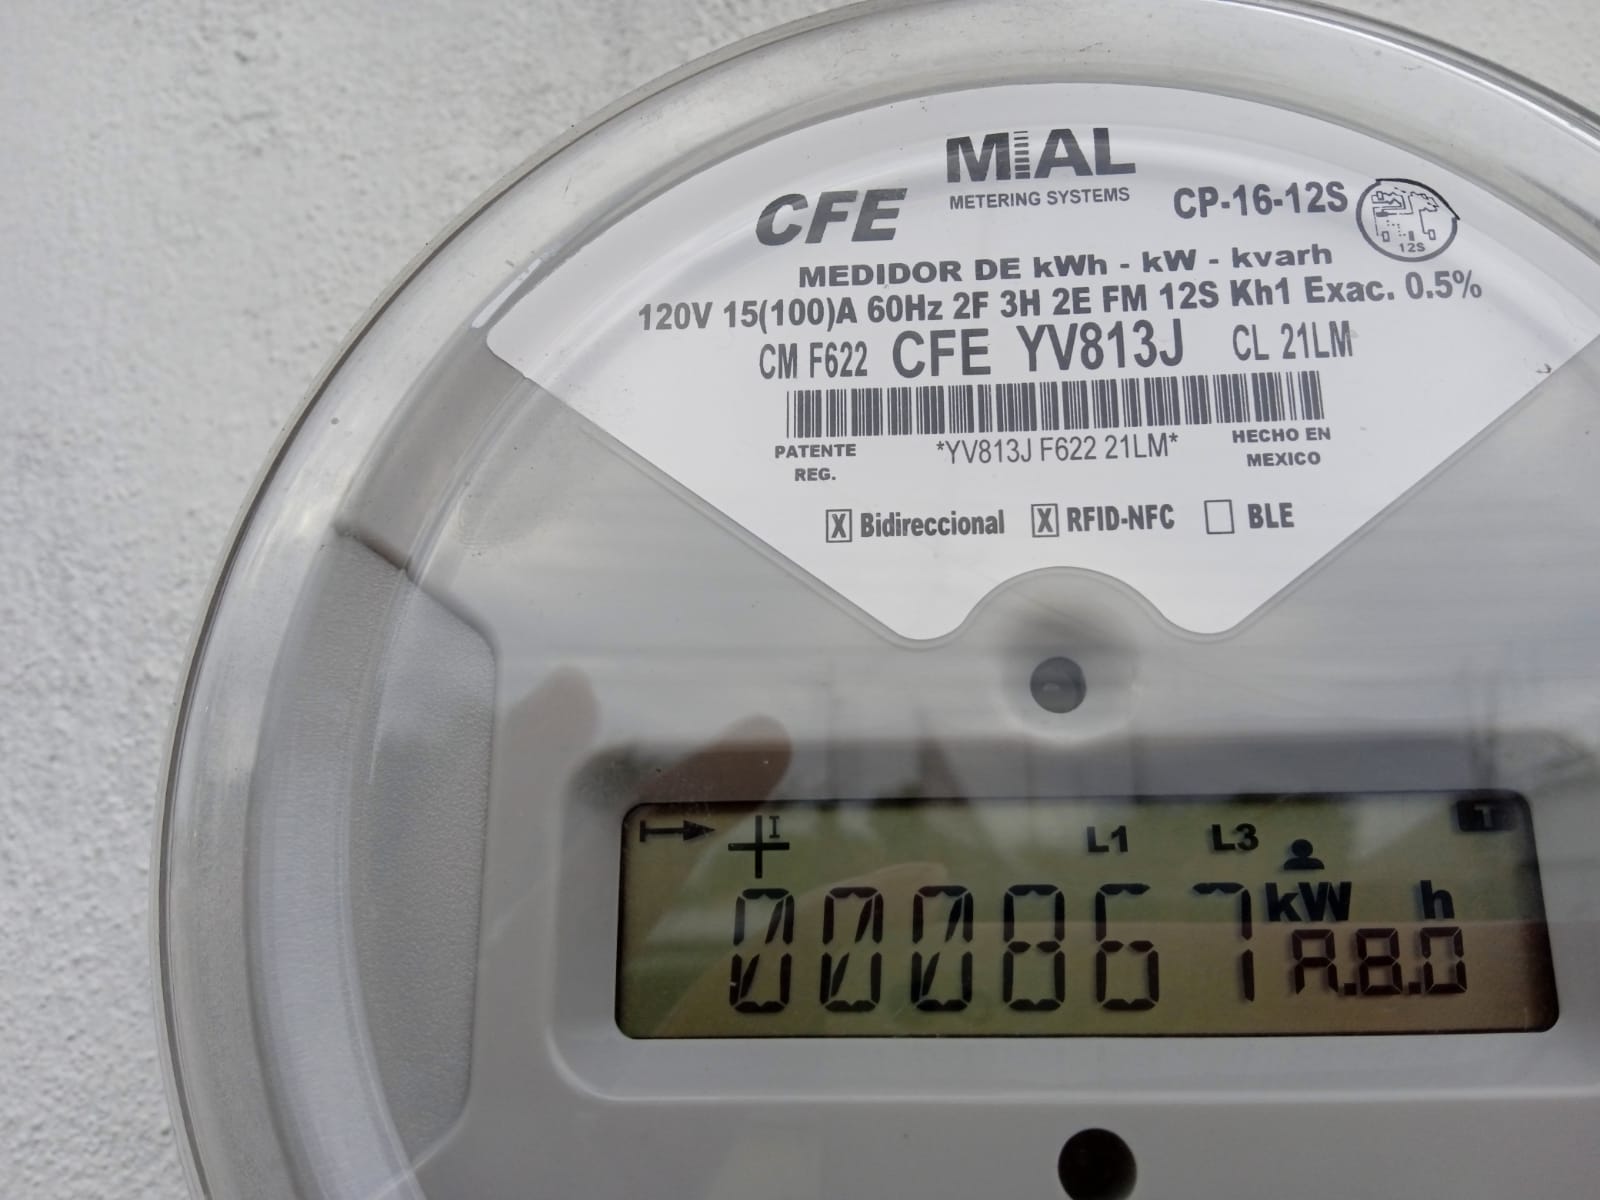 MIAL
METERING SYSTEMS
CFE
CP-16-12S
12S
MEDIDOR DE kWh - kW - kvarh
120V 15(100)A 60Hz 2F 3H 2E FM 12S Kh1 Exac. 0.5%
CM F622 CFE YV813J CL 21LM
PATENTE REG.
*YV813J F622 21LM*
HECHO EN MEXICO
X Bidireccional X RFID-NFC BLE
I L1 L3 T
000867 kW h
A.8.0